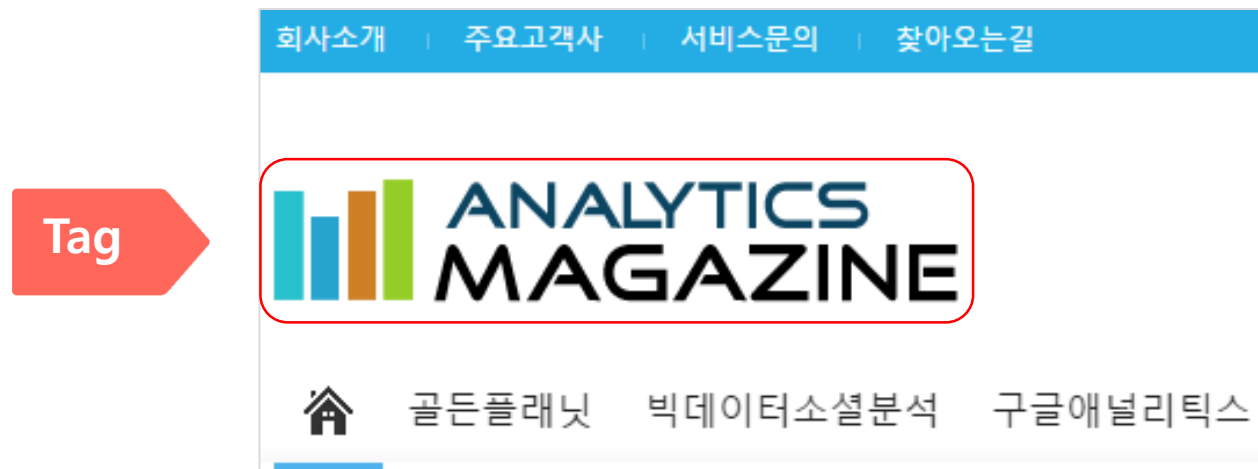 회사소개 주요고객사 서비스문의 찾아오는길
Tag
ANALYTICS
MAGAZINE
골든플래닛 빅데이터소셜분석 구글애널리틱스